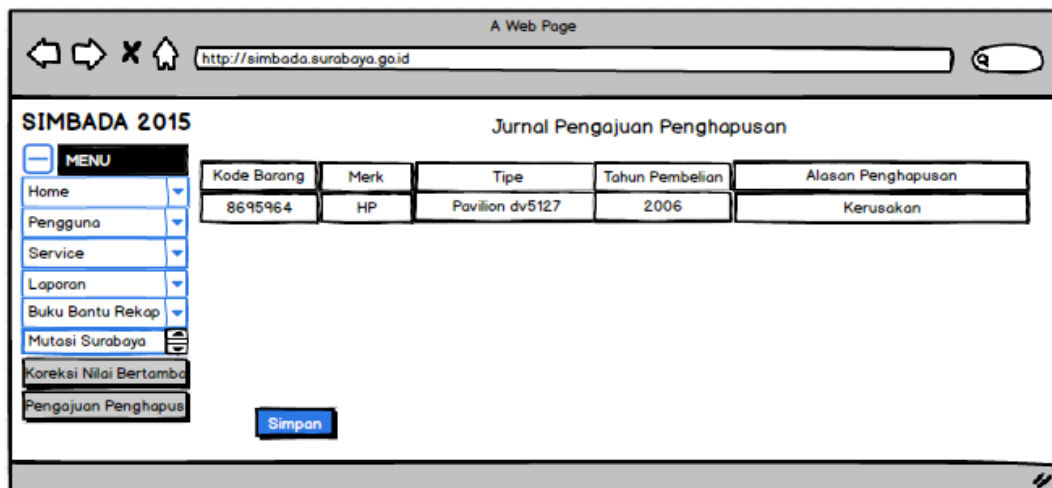 A Web Page
http://simbada.surabaya.go.id
SIMBADA 2015
Jurnal Pengajuan Penghapusan
MENU
Kode Barang Merk Tipe Tahun Pembelian Alasan Penghapusan
8695964 HP Pavilion dv5127 2006 Kerusakan
Home
Pengguna
Service
Laporan
Buku Bantu Rekap
Mutasi Surabaya
Koreksi Nilai Bertamba
Pengajuan Penghapus
Simpan